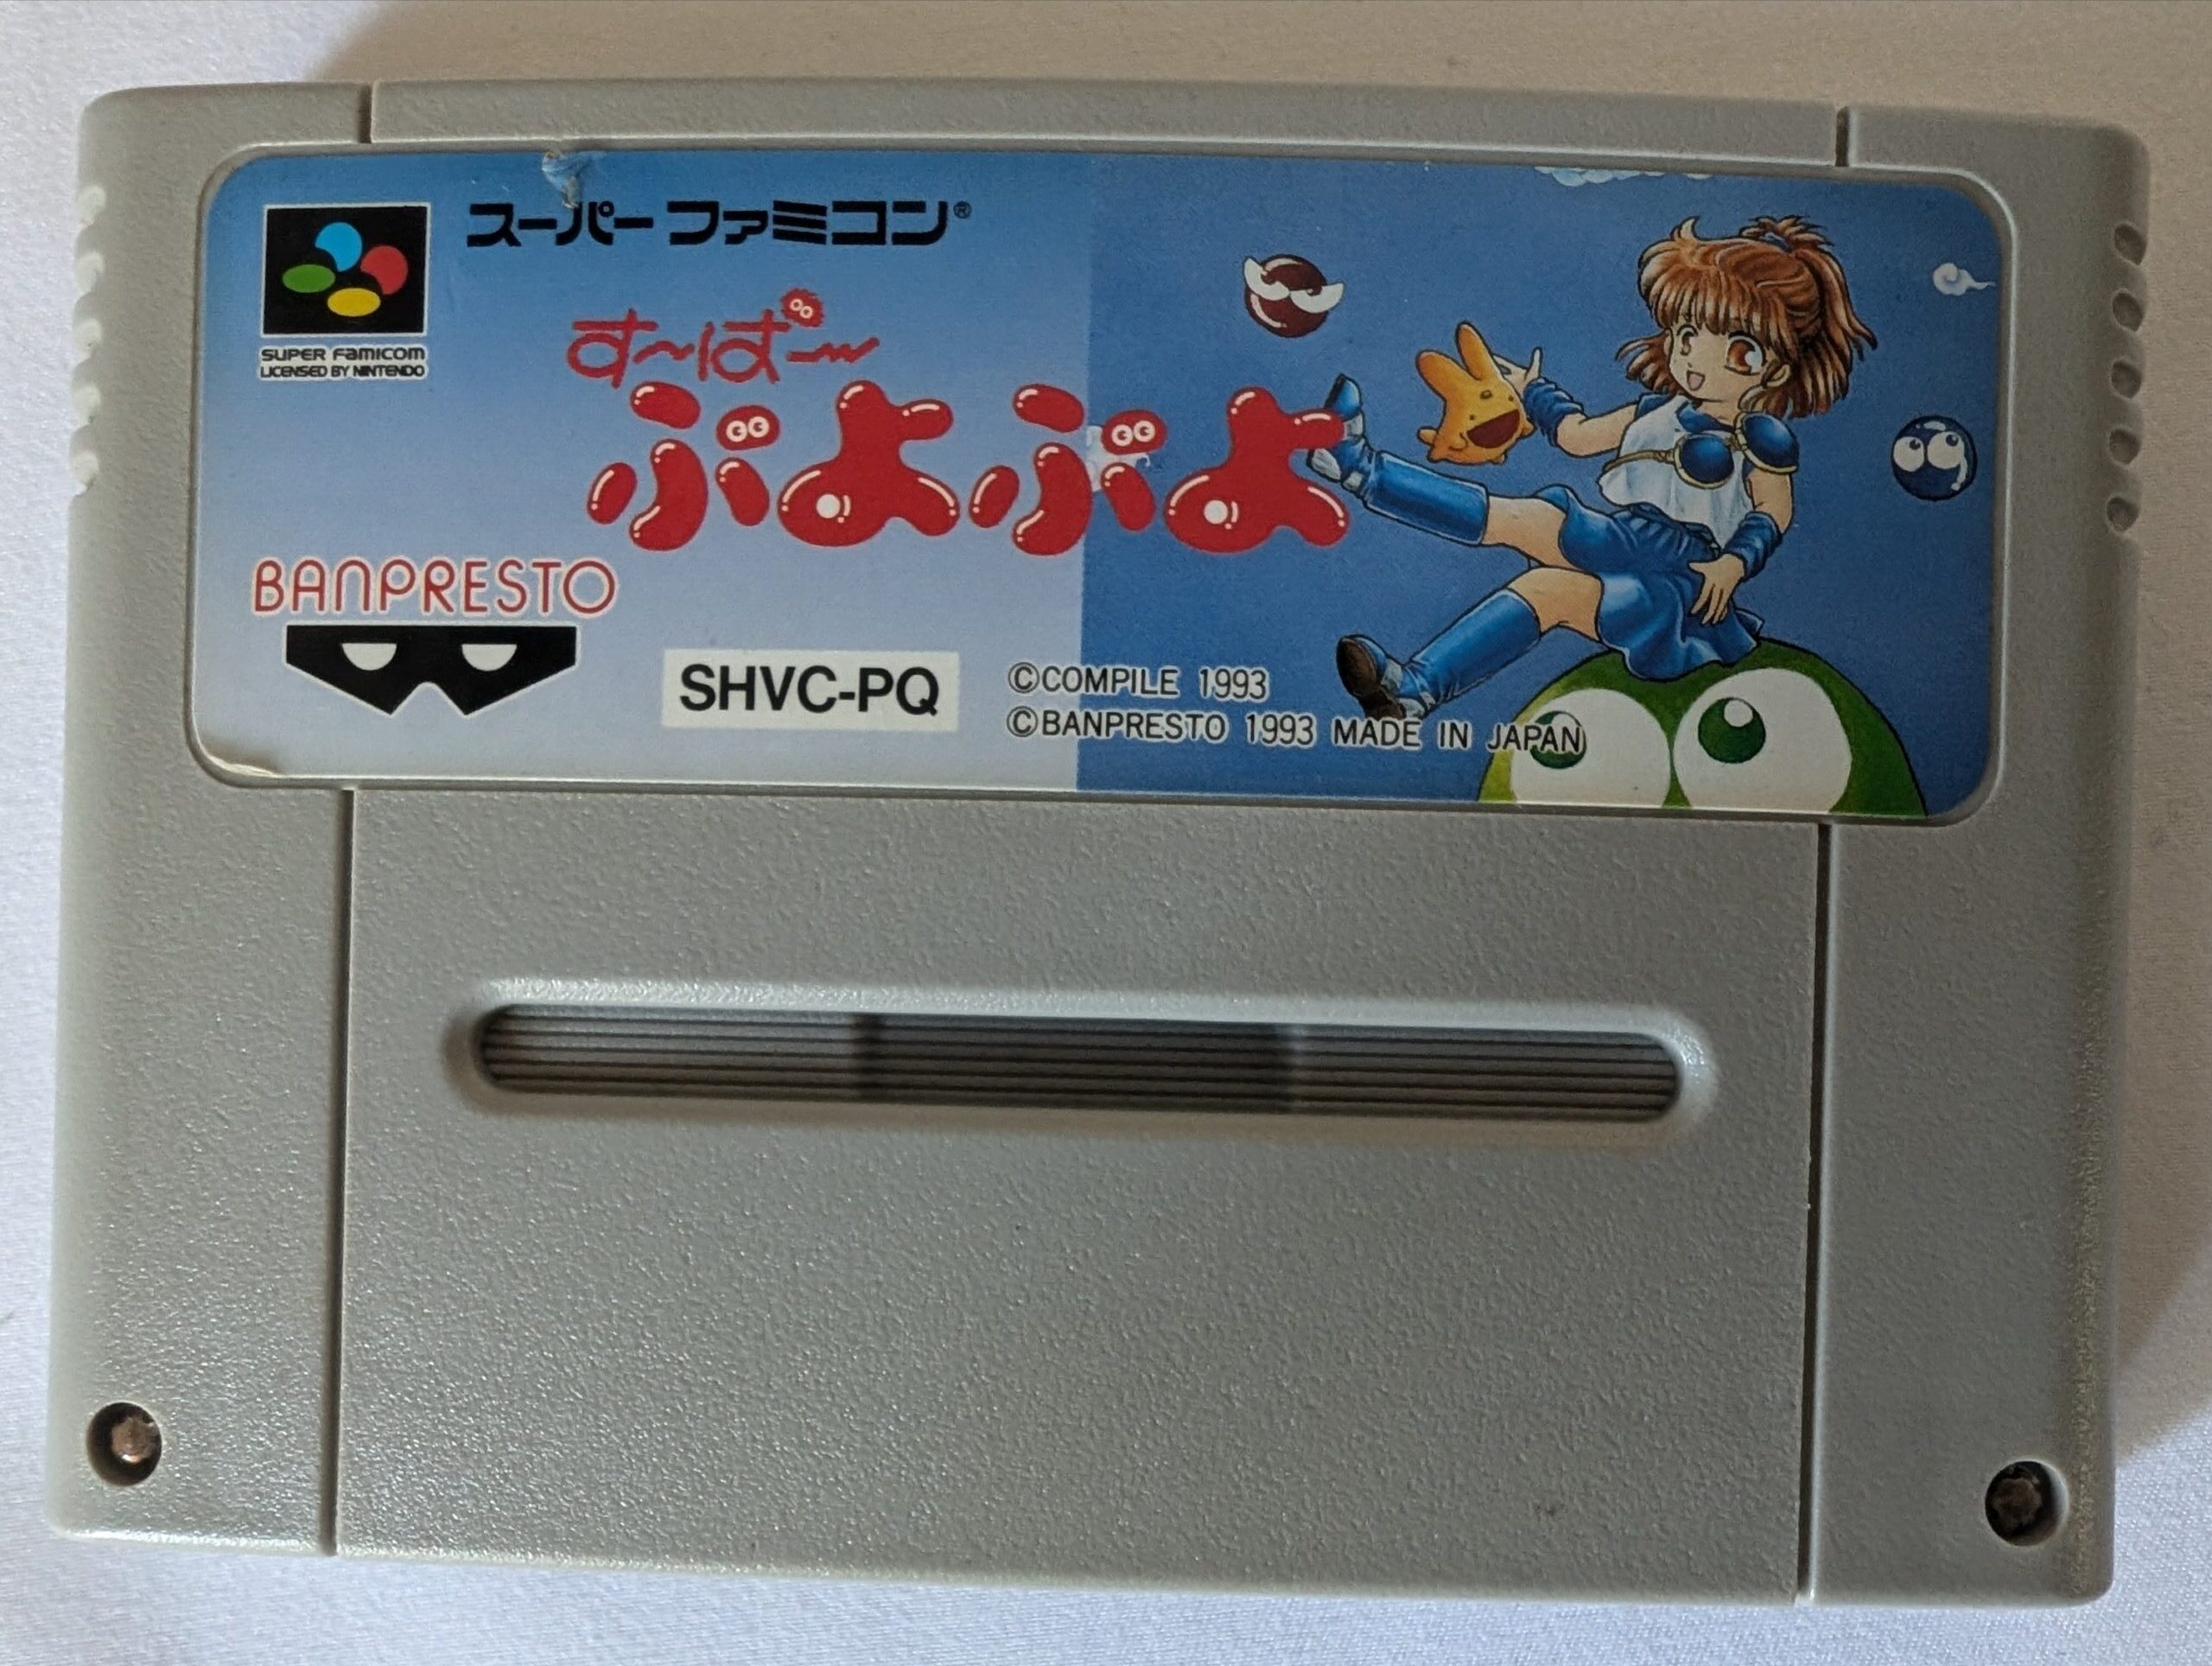 スーパーファミコン®
SUPER FAMICOM
LICENSED BY NINTENDO
す〜ぱ〜
ぷよぷよ
BANPRESTO
SHVC-PQ
©COMPILE 1993
©BANPRESTO 1993 MADE IN JAPAN